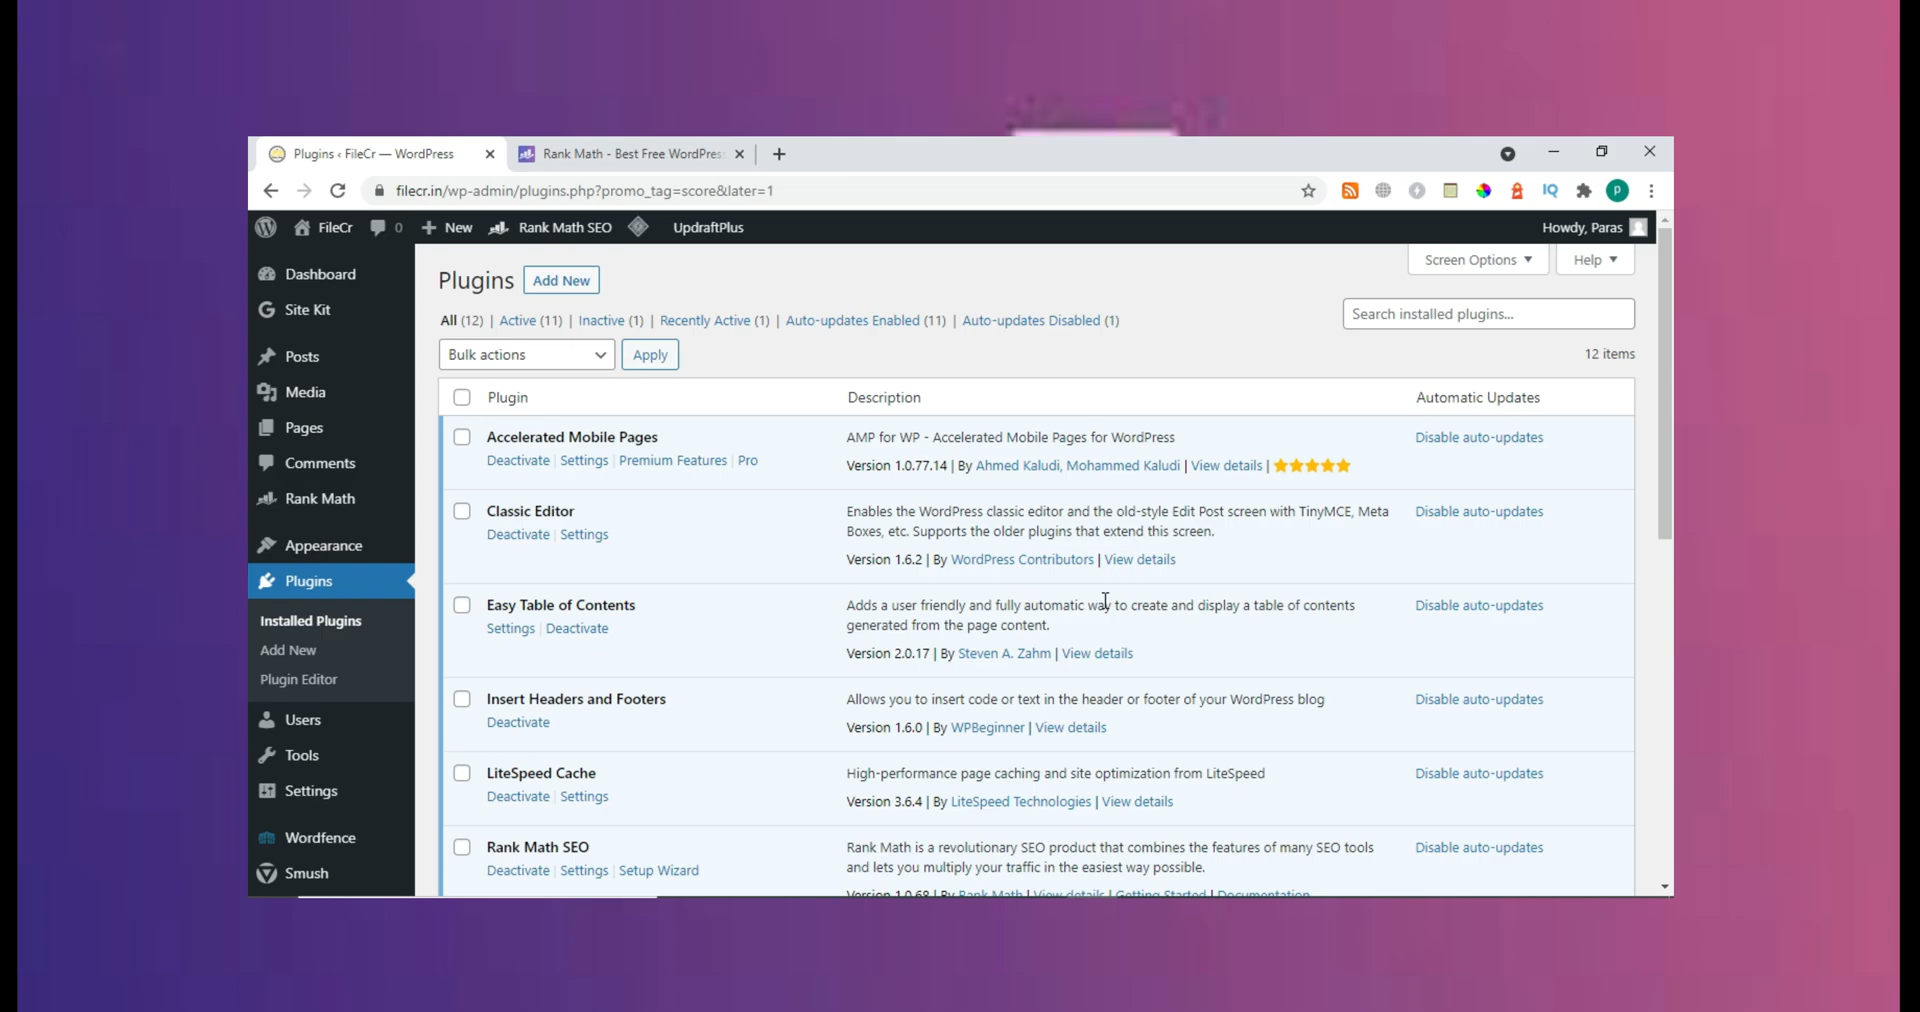 Plugins ‹ FileCr — WordPress
Rank Math - Best Free WordPres
filecr.in/wp-admin/plugins.php?promo_tag=score&later=1
IQ
P
FileCr 0 New Rank Math SEO UpdraftPlus Howdy, Paras
Dashboard
Site Kit
Posts
Media
Pages
Comments
Rank Math
Appearance
Plugins
Installed Plugins
Add New
Plugin Editor
Users
Tools
Settings
Wordfence
Smush
Screen Options Help
Plugins Add New
All (12) | Active (11) | Inactive (1) | Recently Active (1) | Auto-updates Enabled (11) | Auto-updates Disabled (1)
Search installed plugins...
Bulk actions Apply
12 items
Plugin Description Automatic Updates
Accelerated Mobile Pages
Deactivate | Settings | Premium Features | Pro
AMP for WP - Accelerated Mobile Pages for WordPress
Version 1.0.77.14 | By Ahmed Kaludi, Mohammed Kaludi | View details |
Disable auto-updates
Classic Editor
Deactivate | Settings
Enables the WordPress classic editor and the old-style Edit Post screen with TinyMCE, Meta
Boxes, etc. Supports the older plugins that extend this screen.
Version 1.6.2 | By WordPress Contributors | View details
Disable auto-updates
Easy Table of Contents
Settings | Deactivate
Adds a user friendly and fully automatic way to create and display a table of contents
generated from the page content.
Version 2.0.17 | By Steven A. Zahm | View details
Disable auto-updates
Insert Headers and Footers
Deactivate
Allows you to insert code or text in the header or footer of your WordPress blog
Version 1.6.0 | By WPBeginner | View details
Disable auto-updates
LiteSpeed Cache
Deactivate | Settings
High-performance page caching and site optimization from LiteSpeed
Version 3.6.4 | By LiteSpeed Technologies | View details
Disable auto-updates
Rank Math SEO
Deactivate | Settings | Setup Wizard
Rank Math is a revolutionary SEO product that combines the features of many SEO tools
and lets you multiply your traffic in the easiest way possible.
Version 1.0.68 | By Rank Math | View details | Getting Started | Documentation
Disable auto-updates